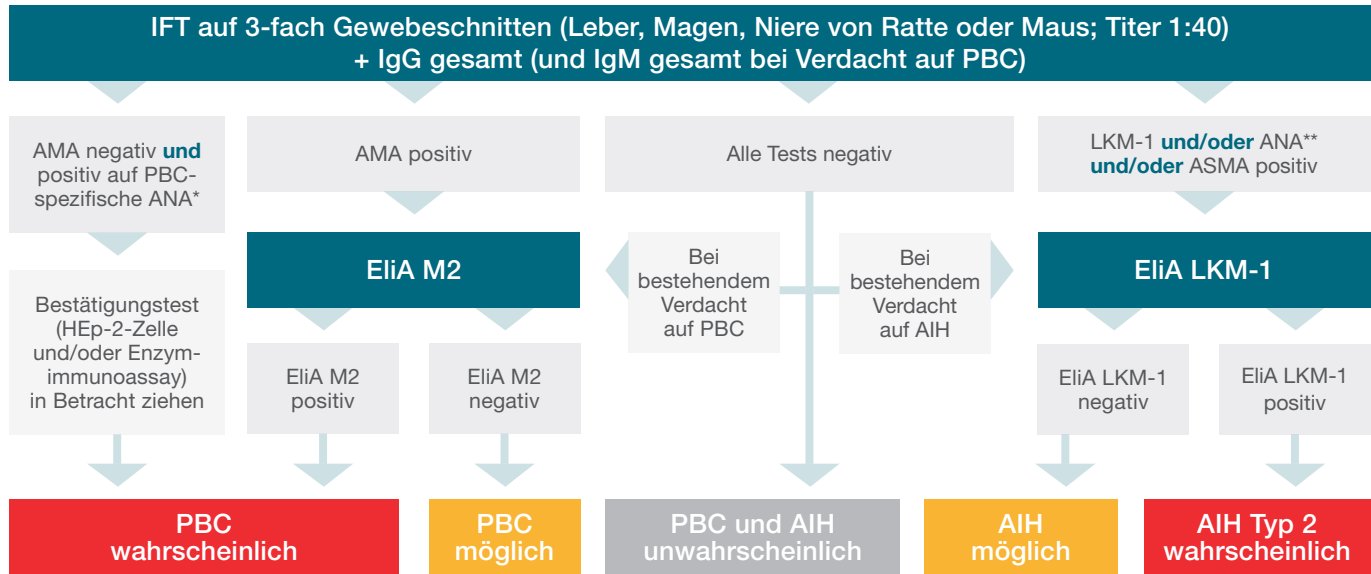 IFT auf 3-fach Gewebeschnitten (Leber, Magen, Niere von Ratte oder Maus; Titer 1:40)
+ IgG gesamt (und IgM gesamt bei Verdacht auf PBC)
AMA negativ und
positiv auf PBC-
spezifische ANA*
AMA positiv
Alle Tests negativ
LKM-1 und/oder ANA**
und/oder ASMA positiv
Bestätigungstest
(HEp-2-Zelle
und/oder Enzym-
immunoassay)
in Betracht ziehen
EliA M2
Bei
bestehendem
Verdacht
auf PBC
Bei
bestehendem
Verdacht
auf AIH
EliA LKM-1
EliA M2
positiv
EliA M2
negativ
EliA LKM-1
negativ
EliA LKM-1
positiv
PBC
wahrscheinlich
PBC
möglich
PBC und AIH
unwahrscheinlich
AIH
möglich
AIH Typ 2
wahrscheinlich